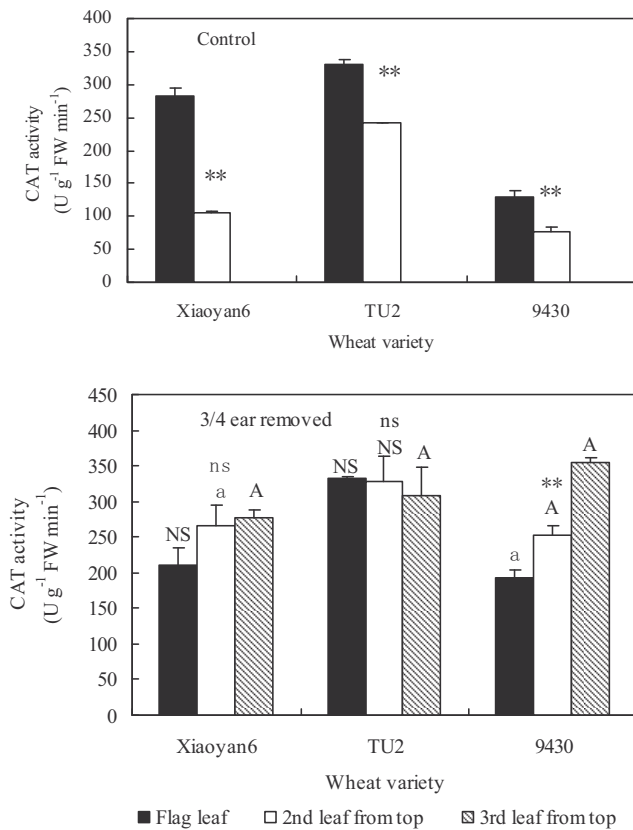 400
Control
350
300
**
250
200
**
150
**
100
50
0
CAT activity
(U g⁻¹ FW min⁻¹)
Xiaoyan6 TU2 9430
Wheat variety
450
3/4 ear removed
ns
400
NS NS A A
350
ns
a A
**
A
300
NS
a
250
200
150
100
50
0
CAT activity
(U g⁻¹ FW min⁻¹)
Xiaoyan6 TU2 9430
Wheat variety
Flag leaf 2nd leaf from top 3rd leaf from top